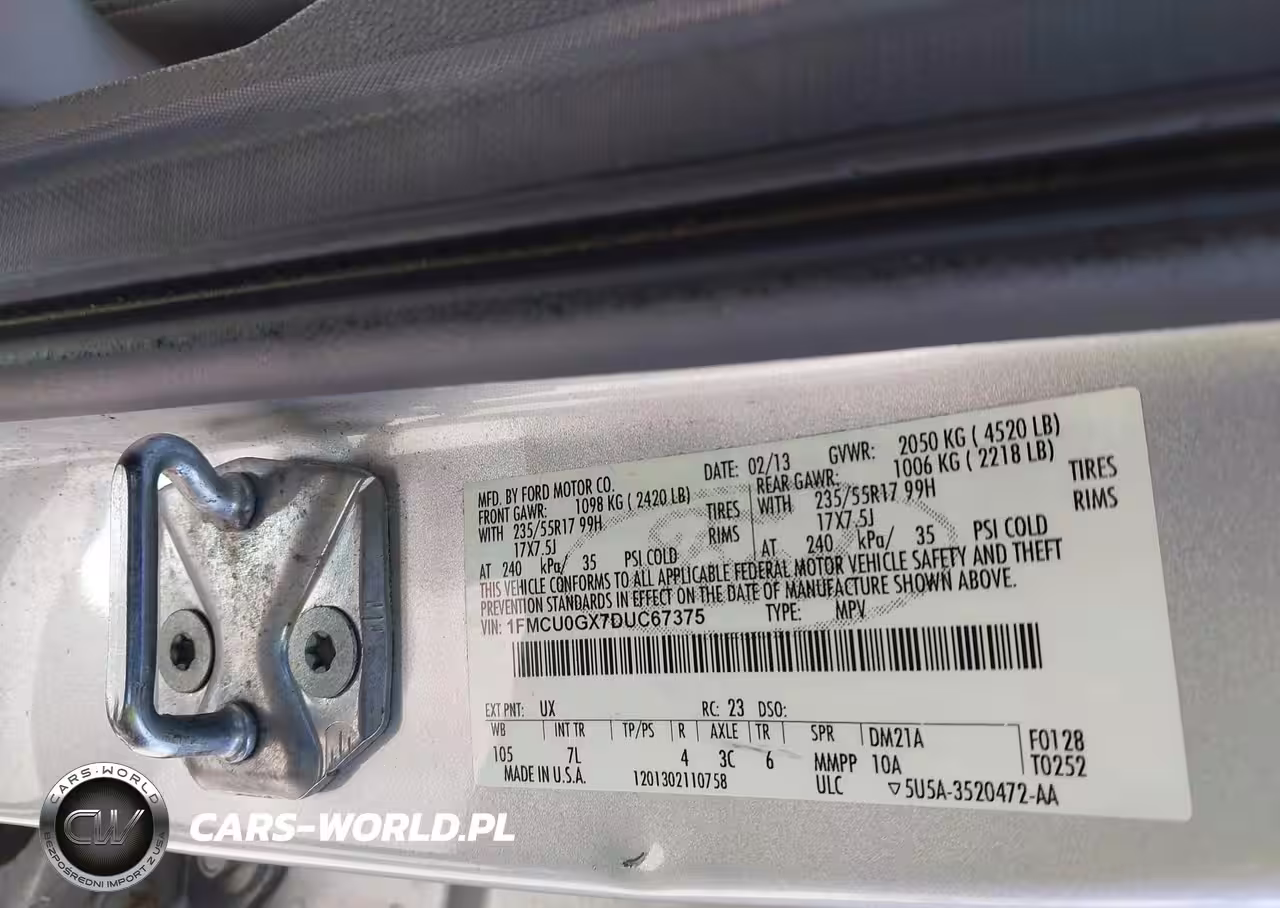 MFD. BY FORD MOTOR CO. DATE: 02/13 GVWR: 2050 KG ( 4520 LB)
FRONT GAWR: 1098 KG ( 2420 LB) REAR GAWR: 1006 KG ( 2218 LB)
WITH 235/55R17 99H TIRES WITH 235/55R17 99H TIRES
17X7.5J RIMS 17X7.5J RIMS
AT 240 kPa/ 35 PSI COLD AT 240 kPa/ 35 PSI COLD
THIS VEHICLE CONFORMS TO ALL APPLICABLE FEDERAL MOTOR VEHICLE SAFETY AND THEFT
PREVENTION STANDARDS IN EFFECT ON THE DATE OF MANUFACTURE SHOWN ABOVE.
VIN: 1FMCU0GX7DUC67375 TYPE: MPV
EXT PNT: UX RC: 23 DSO:
WB INT TR TP/PS R AXLE TR SPR DM21A F0128
105 7L 4 3C 6 MMPP 10A T0252
MADE IN U.S.A. 1201302110758 ULC ▽5U5A-3520472-AA
CARS-WORLD
CW
BEZPOŚREDNI IMPORT Z USA
CARS-WORLD.PL